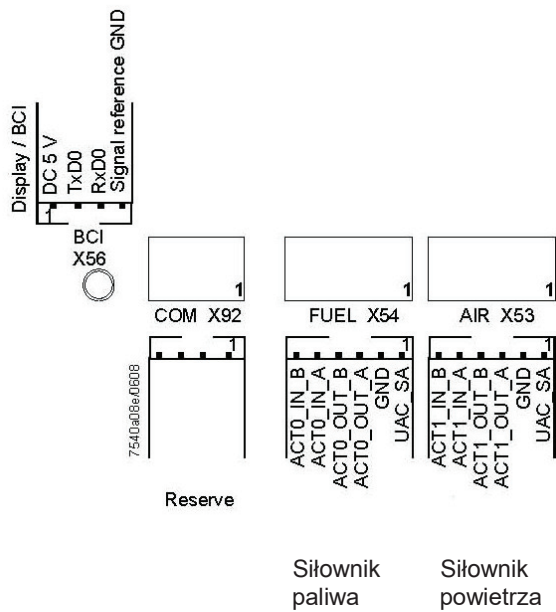 Display / BCI
DC 5 V
TxD0
RxD0
Signal reference GND
1
BCI
X56
1
1
1
COM X92
FUEL X54
AIR X53
1
1
1
7540a08e/0608
ACT0_IN_B
ACT0_IN_A
ACT0_OUT_B
ACT0_OUT_A
GND
UAC_SA
ACT1_IN_B
ACT1_IN_A
ACT1_OUT_B
ACT1_OUT_A
GND
UAC_SA
Reserve
Siłownik
paliwa
Siłownik
powietrza